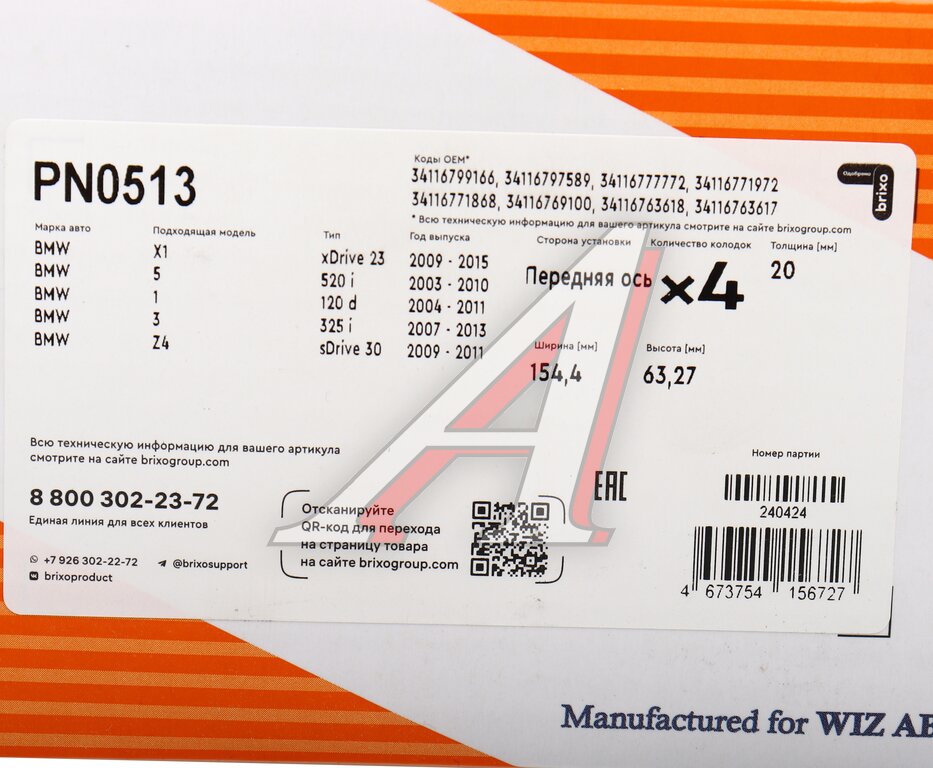 PN0513
Коды ОЕМ*
34116799166, 34116797589, 34116777772, 34116771972
34116771868, 34116769100, 34116763618, 34116763617
* Всю техническую информацию для вашего артикула смотрите на сайте brixogroup.com
Одобрено
brixo
Марка авто Подходящая модель Тип Год выпуска
BMW X1 xDrive 23 2009 - 2015
BMW 5 520 i 2003 - 2010
BMW 1 120 d 2004 - 2011
BMW 3 325 i 2007 - 2013
BMW Z4 sDrive 30 2009 - 2011
Сторона установки Количество колодок Толщина [мм]
Передняя ось x4 20
Ширина [мм] Высота [мм]
154,4 63,27
Всю техническую информацию для вашего артикула
смотрите на сайте brixogroup.com
8 800 302-23-72
Единая линия для всех клиентов
+7 926 302-22-72 @brixosupport
brixoproduct
Отсканируйте
QR-код для перехода
на страницу товара
на сайте brixogroup.com
EAC
Номер партии
240424
4 673754 156727
Manufactured for WIZ AB